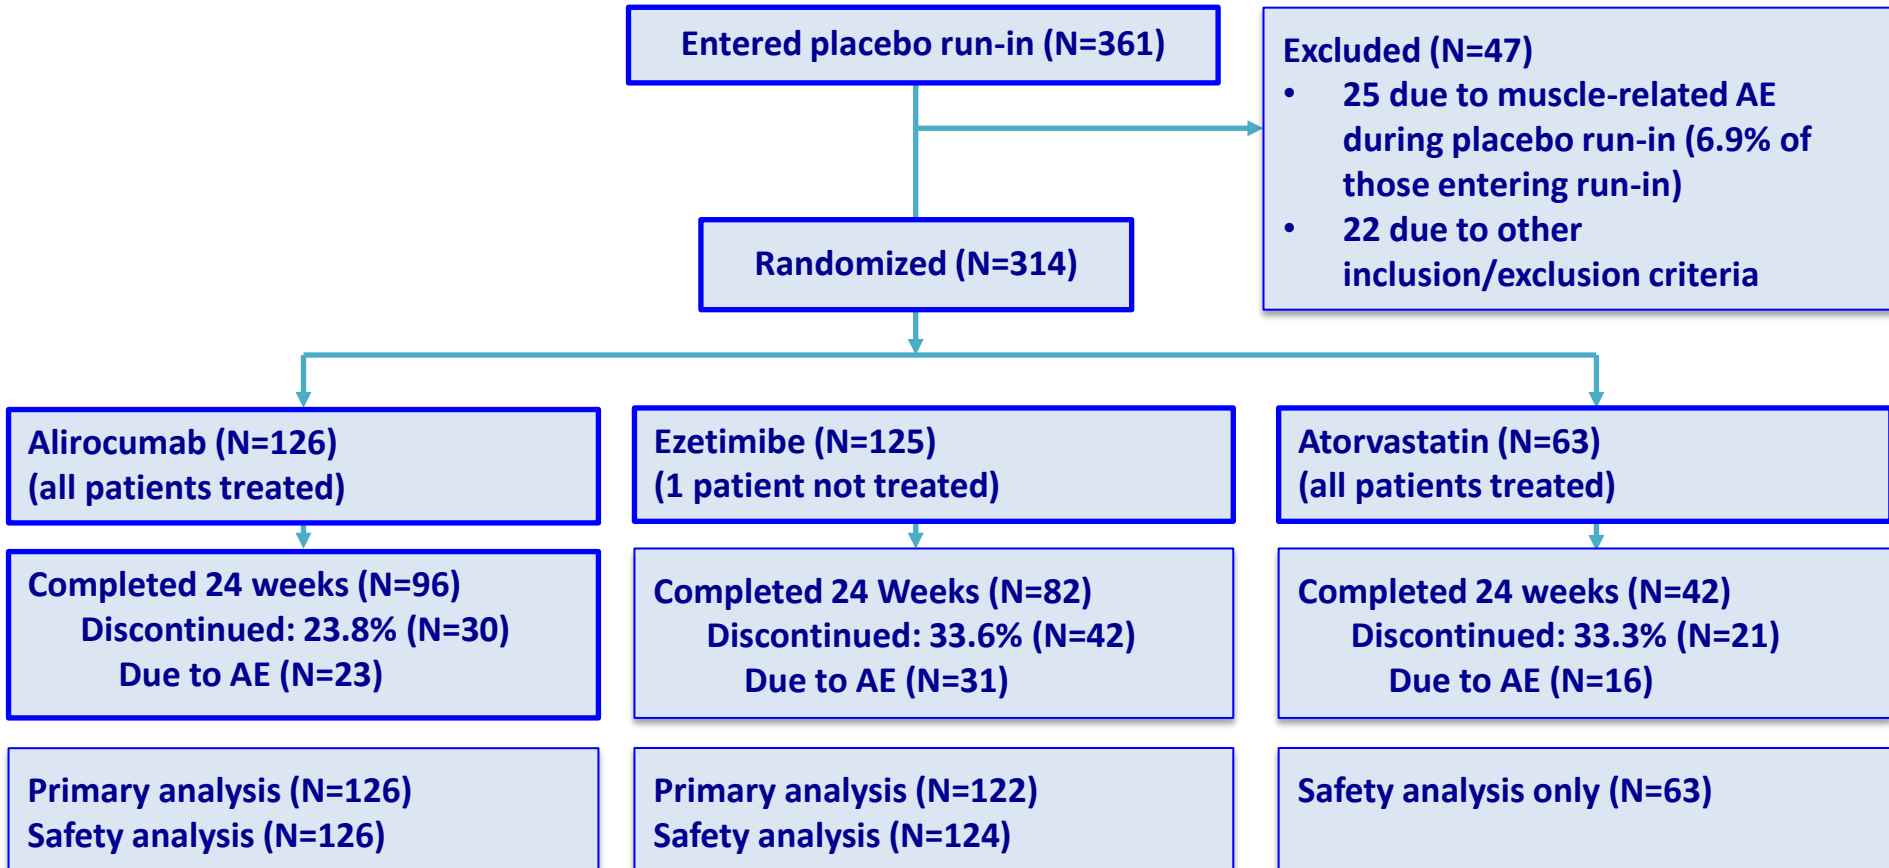 Entered placebo run-in (N=361)
Excluded (N=47)
• 25 due to muscle-related AE
during placebo run-in (6.9% of
those entering run-in)
• 22 due to other
inclusion/exclusion criteria
Randomized (N=314)
Alirocumab (N=126)
(all patients treated)
Ezetimibe (N=125)
(1 patient not treated)
Atorvastatin (N=63)
(all patients treated)
Completed 24 weeks (N=96)
Discontinued: 23.8% (N=30)
Due to AE (N=23)
Completed 24 Weeks (N=82)
Discontinued: 33.6% (N=42)
Due to AE (N=31)
Completed 24 weeks (N=42)
Discontinued: 33.3% (N=21)
Due to AE (N=16)
Primary analysis (N=126)
Safety analysis (N=126)
Primary analysis (N=122)
Safety analysis (N=124)
Safety analysis only (N=63)